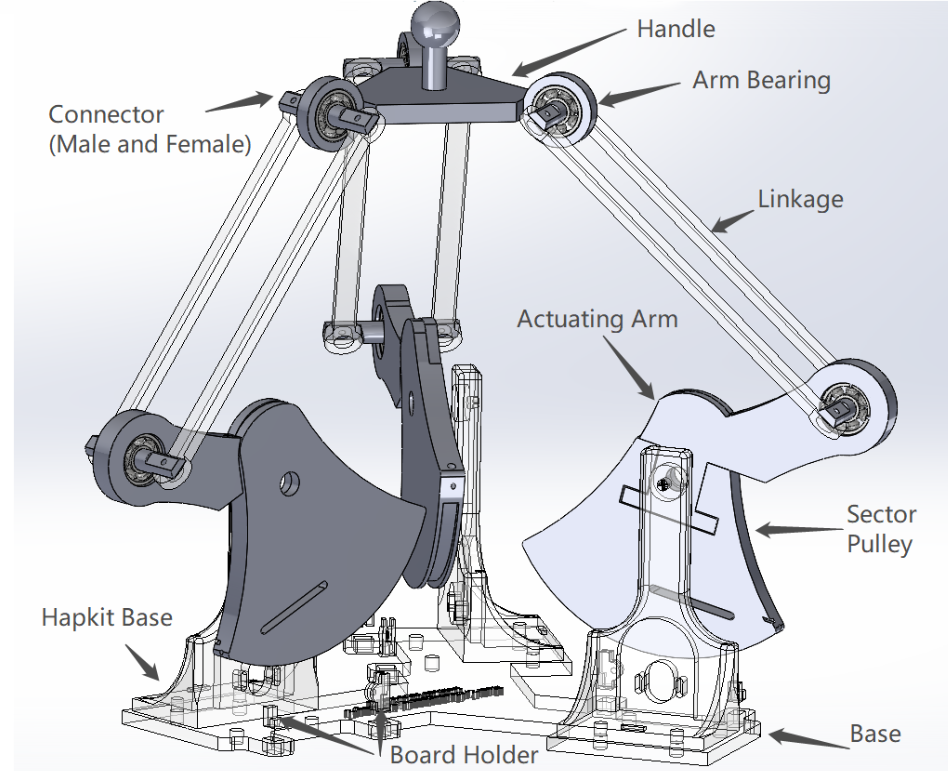 Handle
Arm Bearing
Connector
(Male and Female)
Linkage
Actuating Arm
Sector
Pulley
Hapkit Base
Base
Board Holder